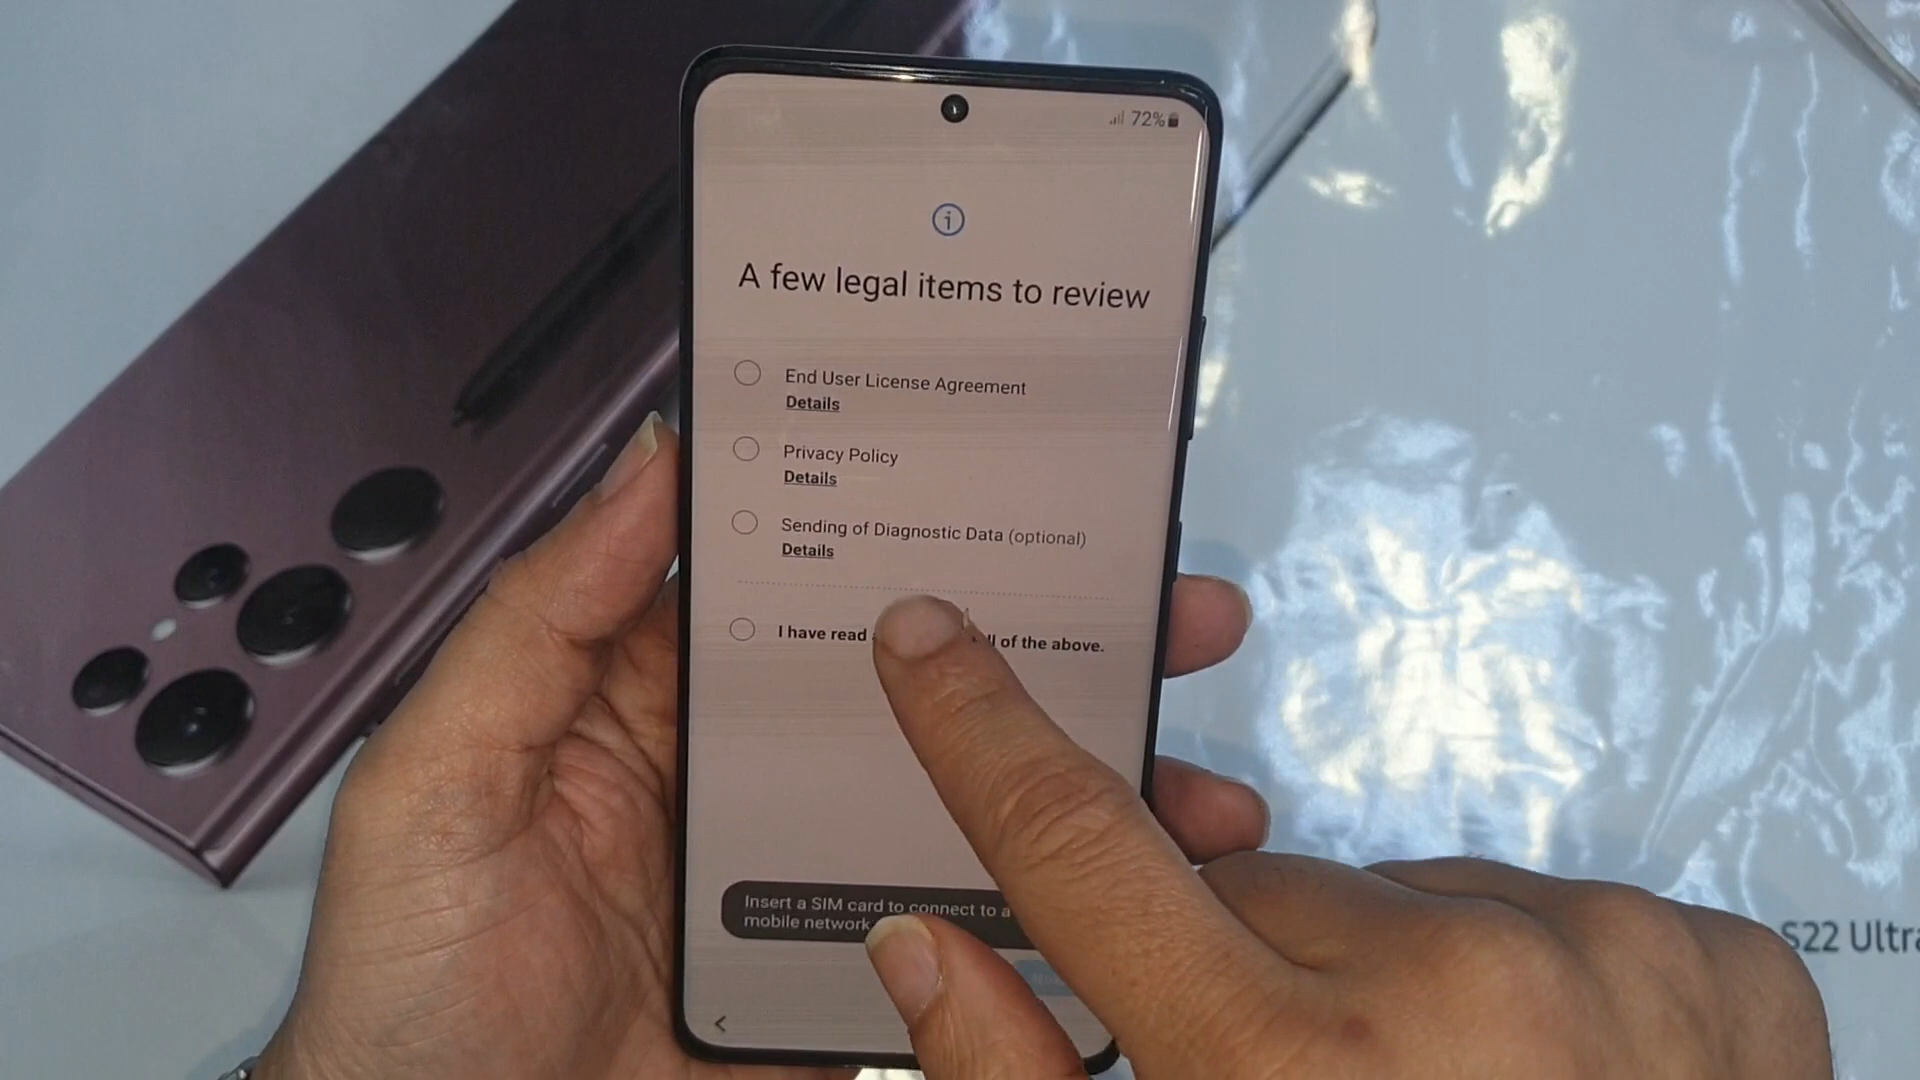 72%
A few legal items to review
End User License Agreement
Details
Privacy Policy
Details
Sending of Diagnostic Data (optional)
Details
I have read of the above.
Insert a SIM card to connect to a
mobile network
S22 Ultra